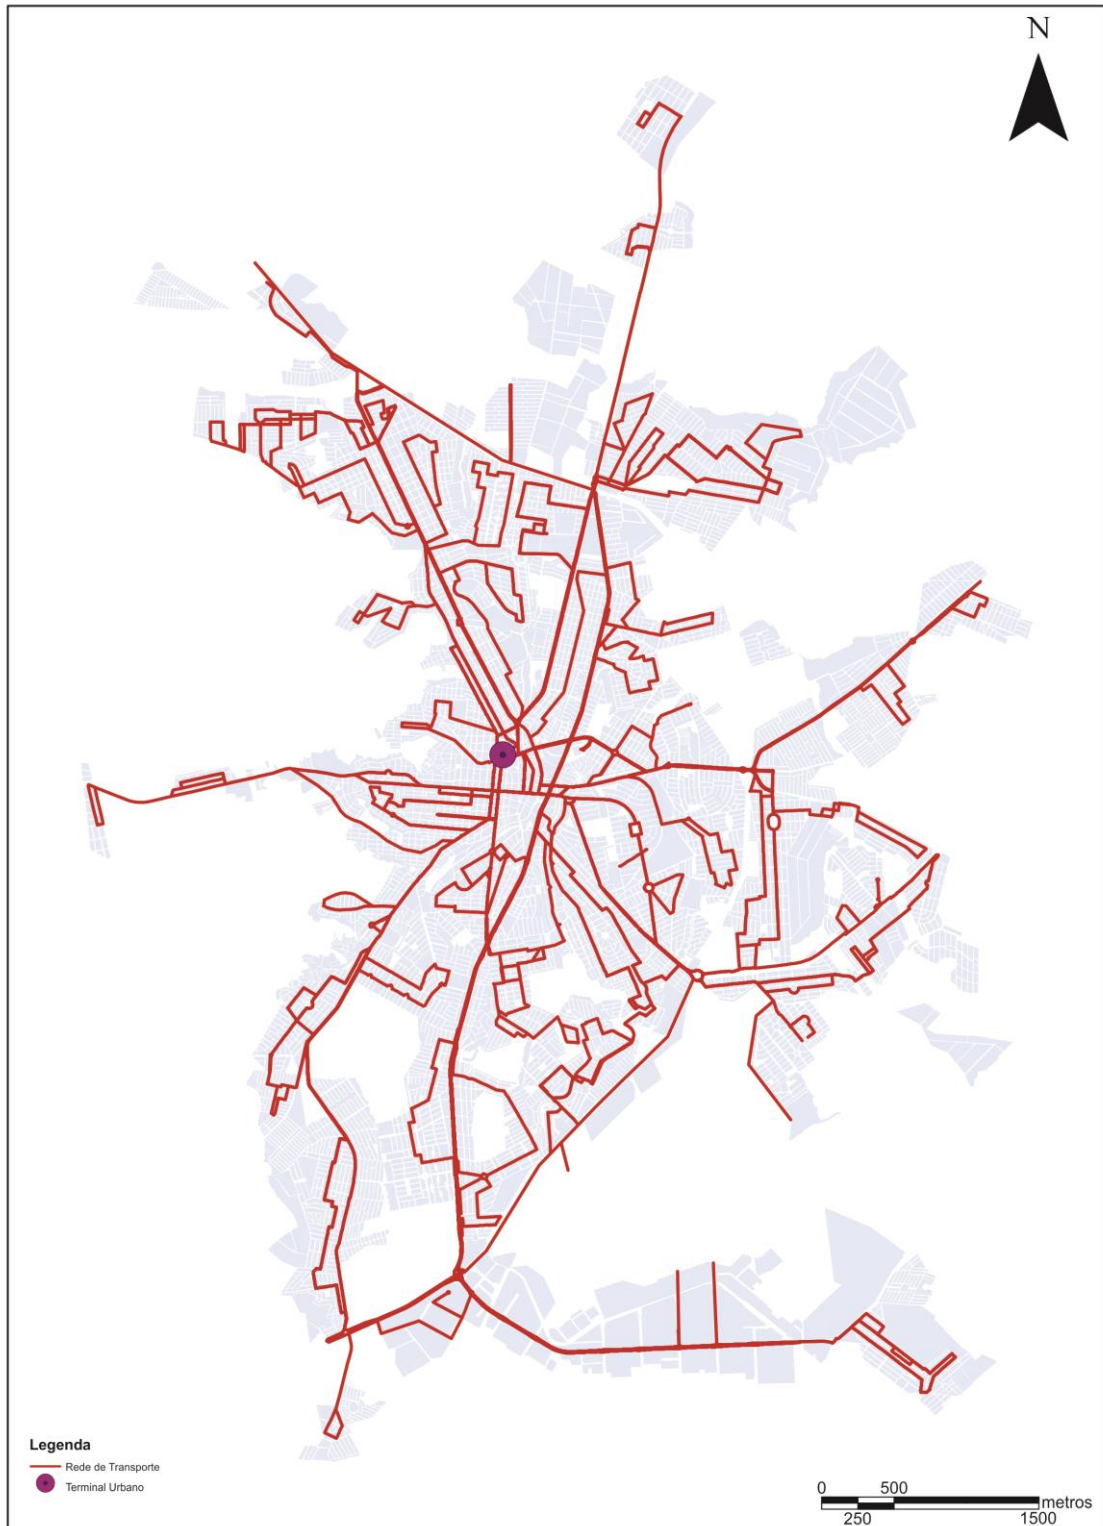 N
Legenda
Rede de Transporte
Terminal Urbano
0 500
metros
250 1500